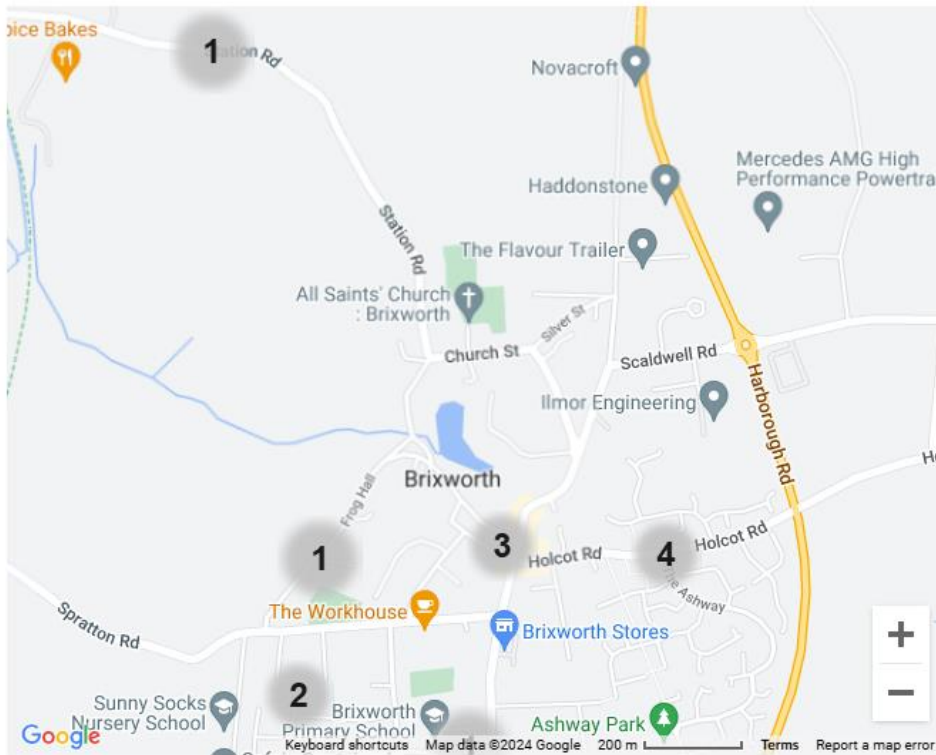 pice Bakes
1
Station Rd
Novacroft
Mercedes AMG High
Performance Powertra
Haddonstone
Station Rd
The Flavour Trailer
All Saints' Church
: Brixworth
Silver St
Church St
Scaldwell Rd
Ilmor Engineering
Harborough Rd
Brixworth
Frog Hall
Ho
1
3
Holcot Rd
4
Holcot Rd
The Ashway
The Workhouse
Spratton Rd
Brixworth Stores
+
−
2
Sunny Socks
Nursery School
Brixworth
Primary School
Ashway Park
Google
Keyboard shortcuts
Map data ©2024 Google
200 m
Terms
Report a map error